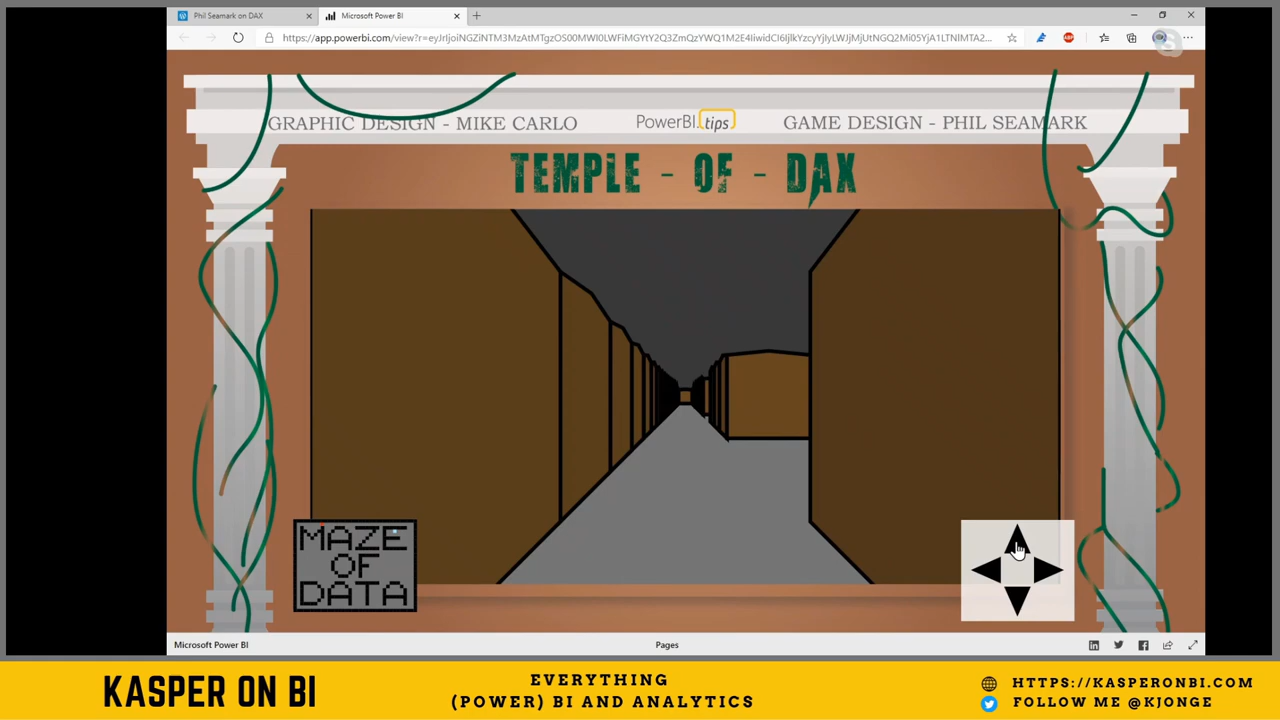 Phil Seamark on DAX
Microsoft Power BI
GRAPHIC DESIGN - MIKE CARLO
PowerBI.tips
GAME DESIGN - PHIL SEAMARK
TEMPLE - OF - DAX
MAZE
OF
DATA
Microsoft Power BI
Pages
KASPER ON BI
EVERYTHING
(POWER) BI AND ANALYTICS
HTTPS://KASPERONBI.COM
FOLLOW ME @KJONGE